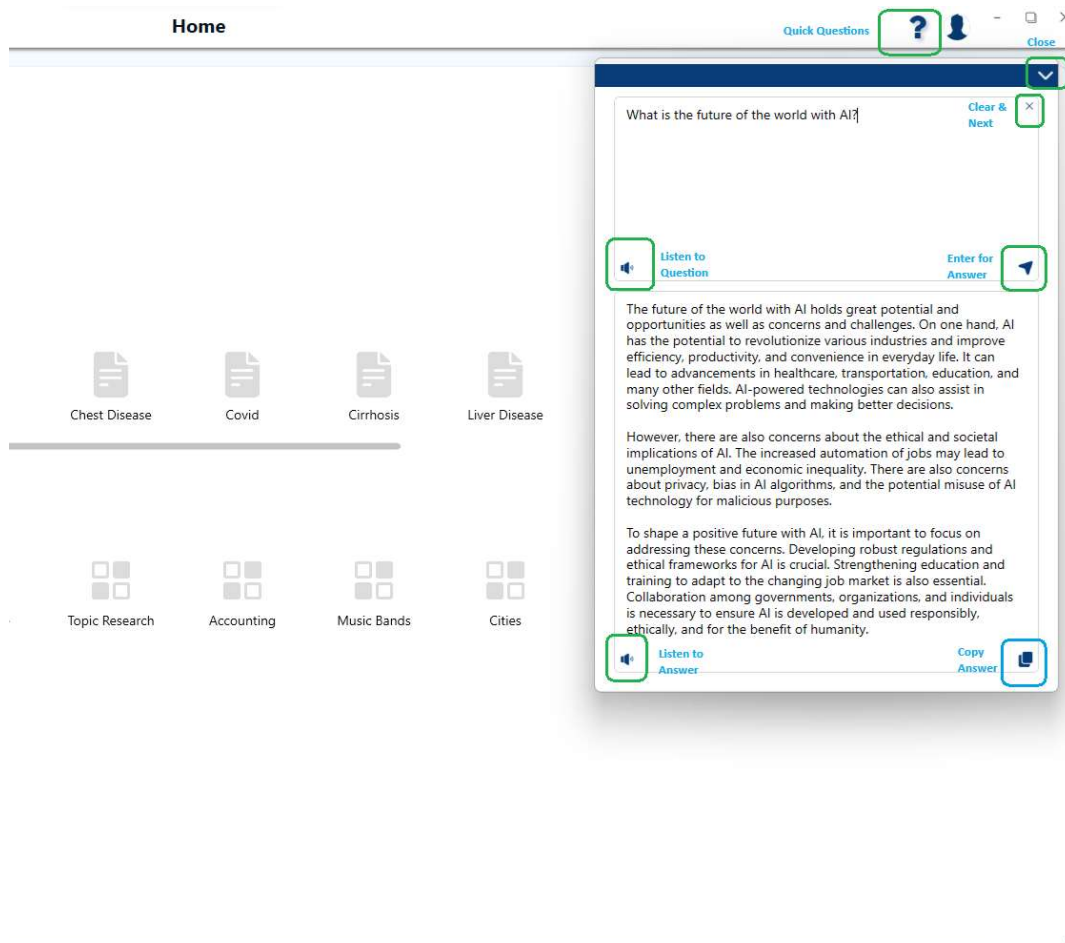 Home
Quick Questions
?
Close
What is the future of the world with AI?
Clear &
Next
Listen to
Question
Enter for
Answer
The future of the world with AI holds great potential and
opportunities as well as concerns and challenges. On one hand, AI
has the potential to revolutionize various industries and improve
efficiency, productivity, and convenience in everyday life. It can
lead to advancements in healthcare, transportation, education, and
many other fields. AI-powered technologies can also assist in
solving complex problems and making better decisions.
However, there are also concerns about the ethical and societal
implications of AI. The increased automation of jobs may lead to
unemployment and economic inequality. There are also concerns
about privacy, bias in AI algorithms, and the potential misuse of AI
technology for malicious purposes.
To shape a positive future with AI, it is important to focus on
addressing these concerns. Developing robust regulations and
ethical frameworks for AI is crucial. Strengthening education and
training to adapt to the changing job market is also essential.
Collaboration among governments, organizations, and individuals
is necessary to ensure AI is developed and used responsibly,
ethically, and for the benefit of humanity.
Listen to
Answer
Copy
Answer
Chest Disease
Covid
Cirrhosis
Liver Disease
Topic Research
Accounting
Music Bands
Cities